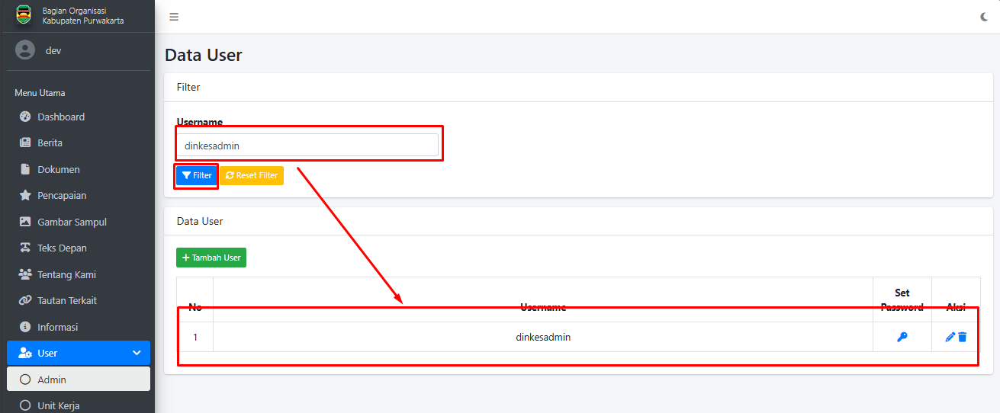 Bagian Organisasi
Kabupaten Purwakarta
dev
Menu Utama
Dashboard
Berita
Dokumen
Pencapaian
Gambar Sampul
Teks Depan
Tentang Kami
Tautan Terkait
Informasi
User
Admin
Unit Kerja
Data User
Filter
Username
dinkesadmin
Filter Reset Filter
Data User
+ Tambah User
No Username Set Password Aksi
1 dinkesadmin